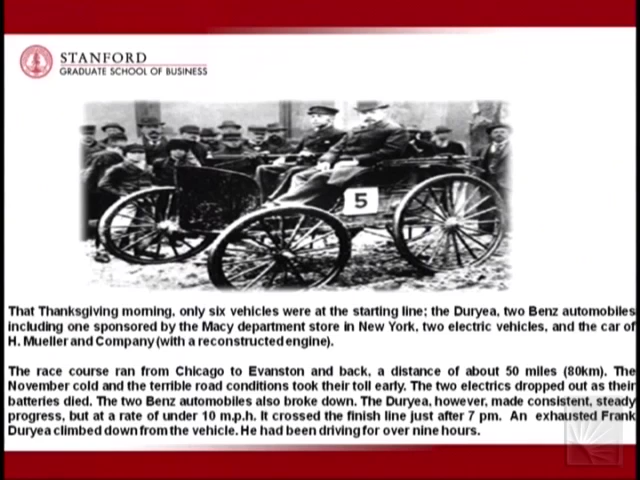 STANFORD
GRADUATE SCHOOL OF BUSINESS
5
That Thanksgiving morning, only six vehicles were at the starting line; the Duryea, two Benz automobiles
including one sponsored by the Macy department store in New York, two electric vehicles, and the car of
H. Mueller and Company (with a reconstructed engine).
The race course ran from Chicago to Evanston and back, a distance of about 50 miles (80km). The
November cold and the terrible road conditions took their toll early. The two electrics dropped out as their
batteries died. The two Benz automobiles also broke down. The Duryea, however, made consistent, steady
progress, but at a rate of under 10 m.p.h. It crossed the finish line just after 7 pm. An exhausted Frank
Duryea climbed down from the vehicle. He had been driving for over nine hours.